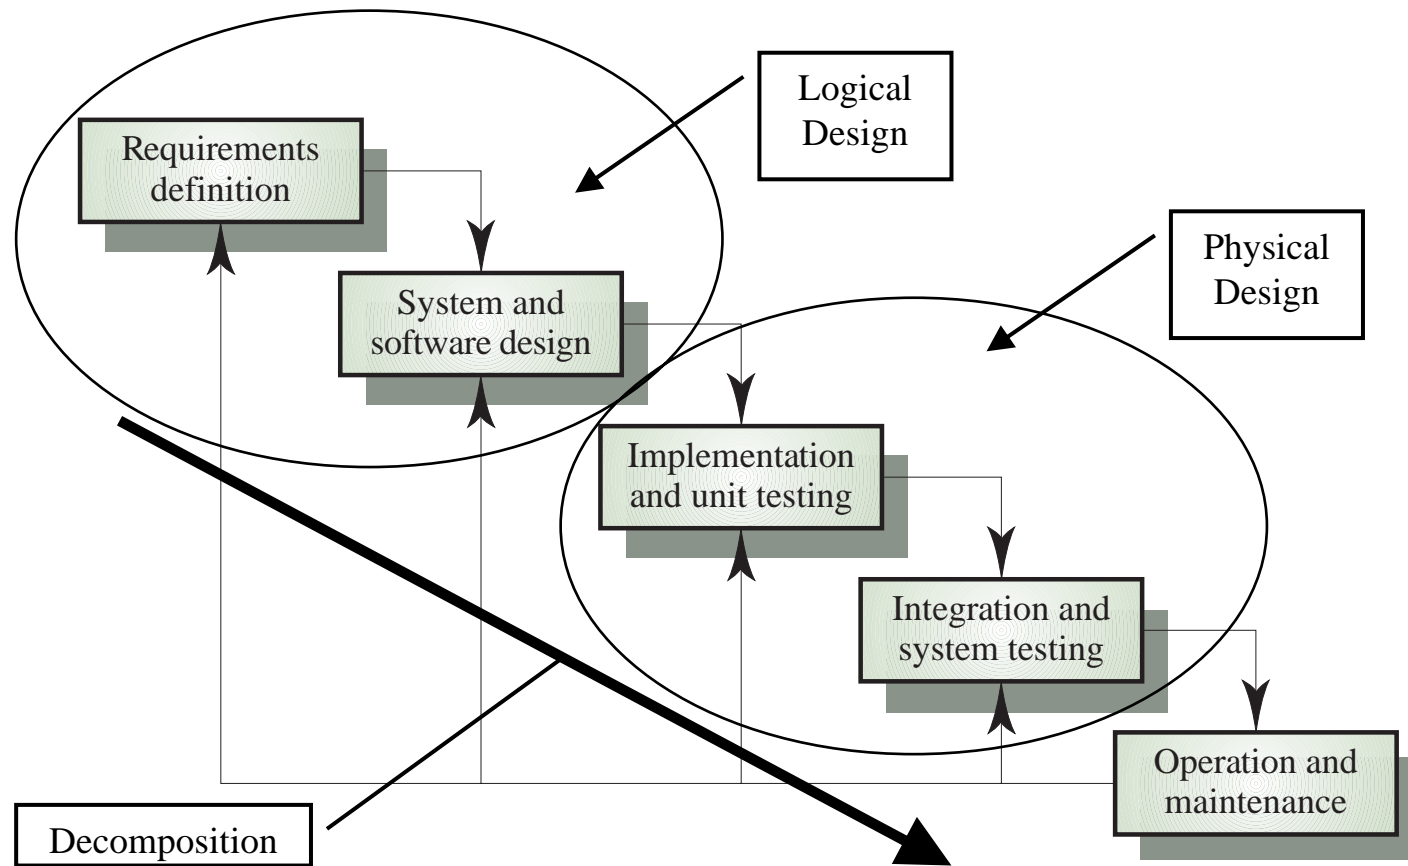 Logical
Design
Requirements
definition
Physical
Design
System and
software design
Implementation
and unit testing
Integration and
system testing
Operation and
maintenance
Decomposition